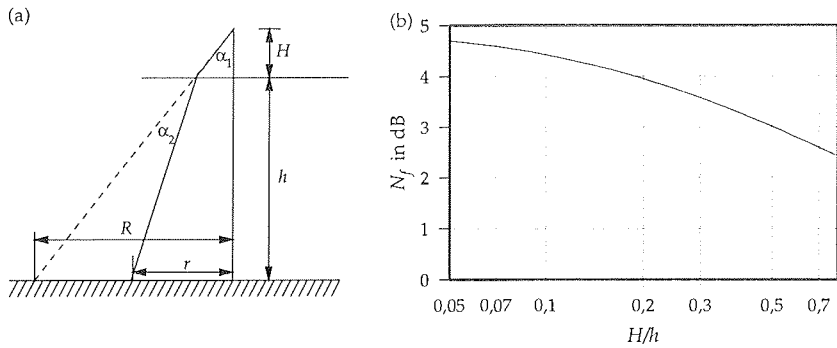 (a)
α₁
H
α₂
h
R
r
(b)
N_f in dB
5
4
3
2
1
0
0,05 0,07 0,1 0,2 0,3 0,5 0,7
H/h